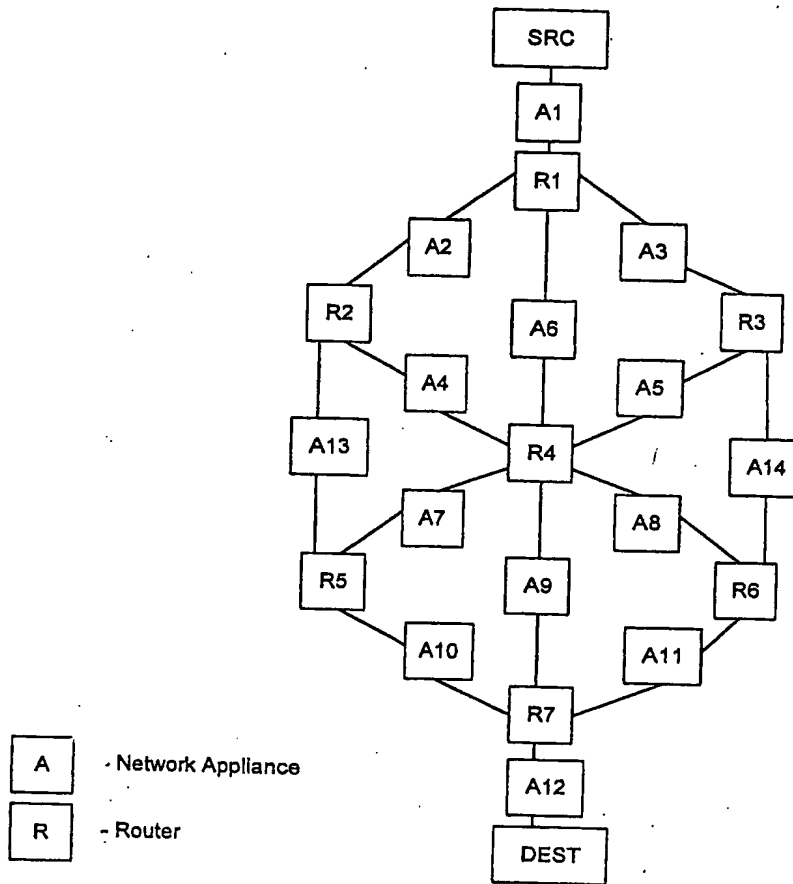 SRC
A1
R1
A2
A3
R2
A6
R3
A4
A5
A13
R4
A14
A7
A8
R5
A9
R6
A10
A11
R7
A - Network Appliance
A12
R - Router
DEST